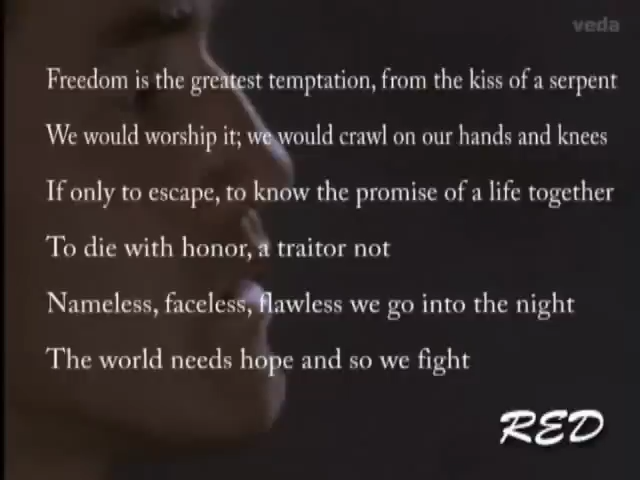 veda
Freedom is the greatest temptation, from the kiss of a serpent
We would worship it; we would crawl on our hands and knees
If only to escape, to know the promise of a life together
To die with honor, a traitor not
Nameless, faceless, flawless we go into the night
The world needs hope and so we fight
RED